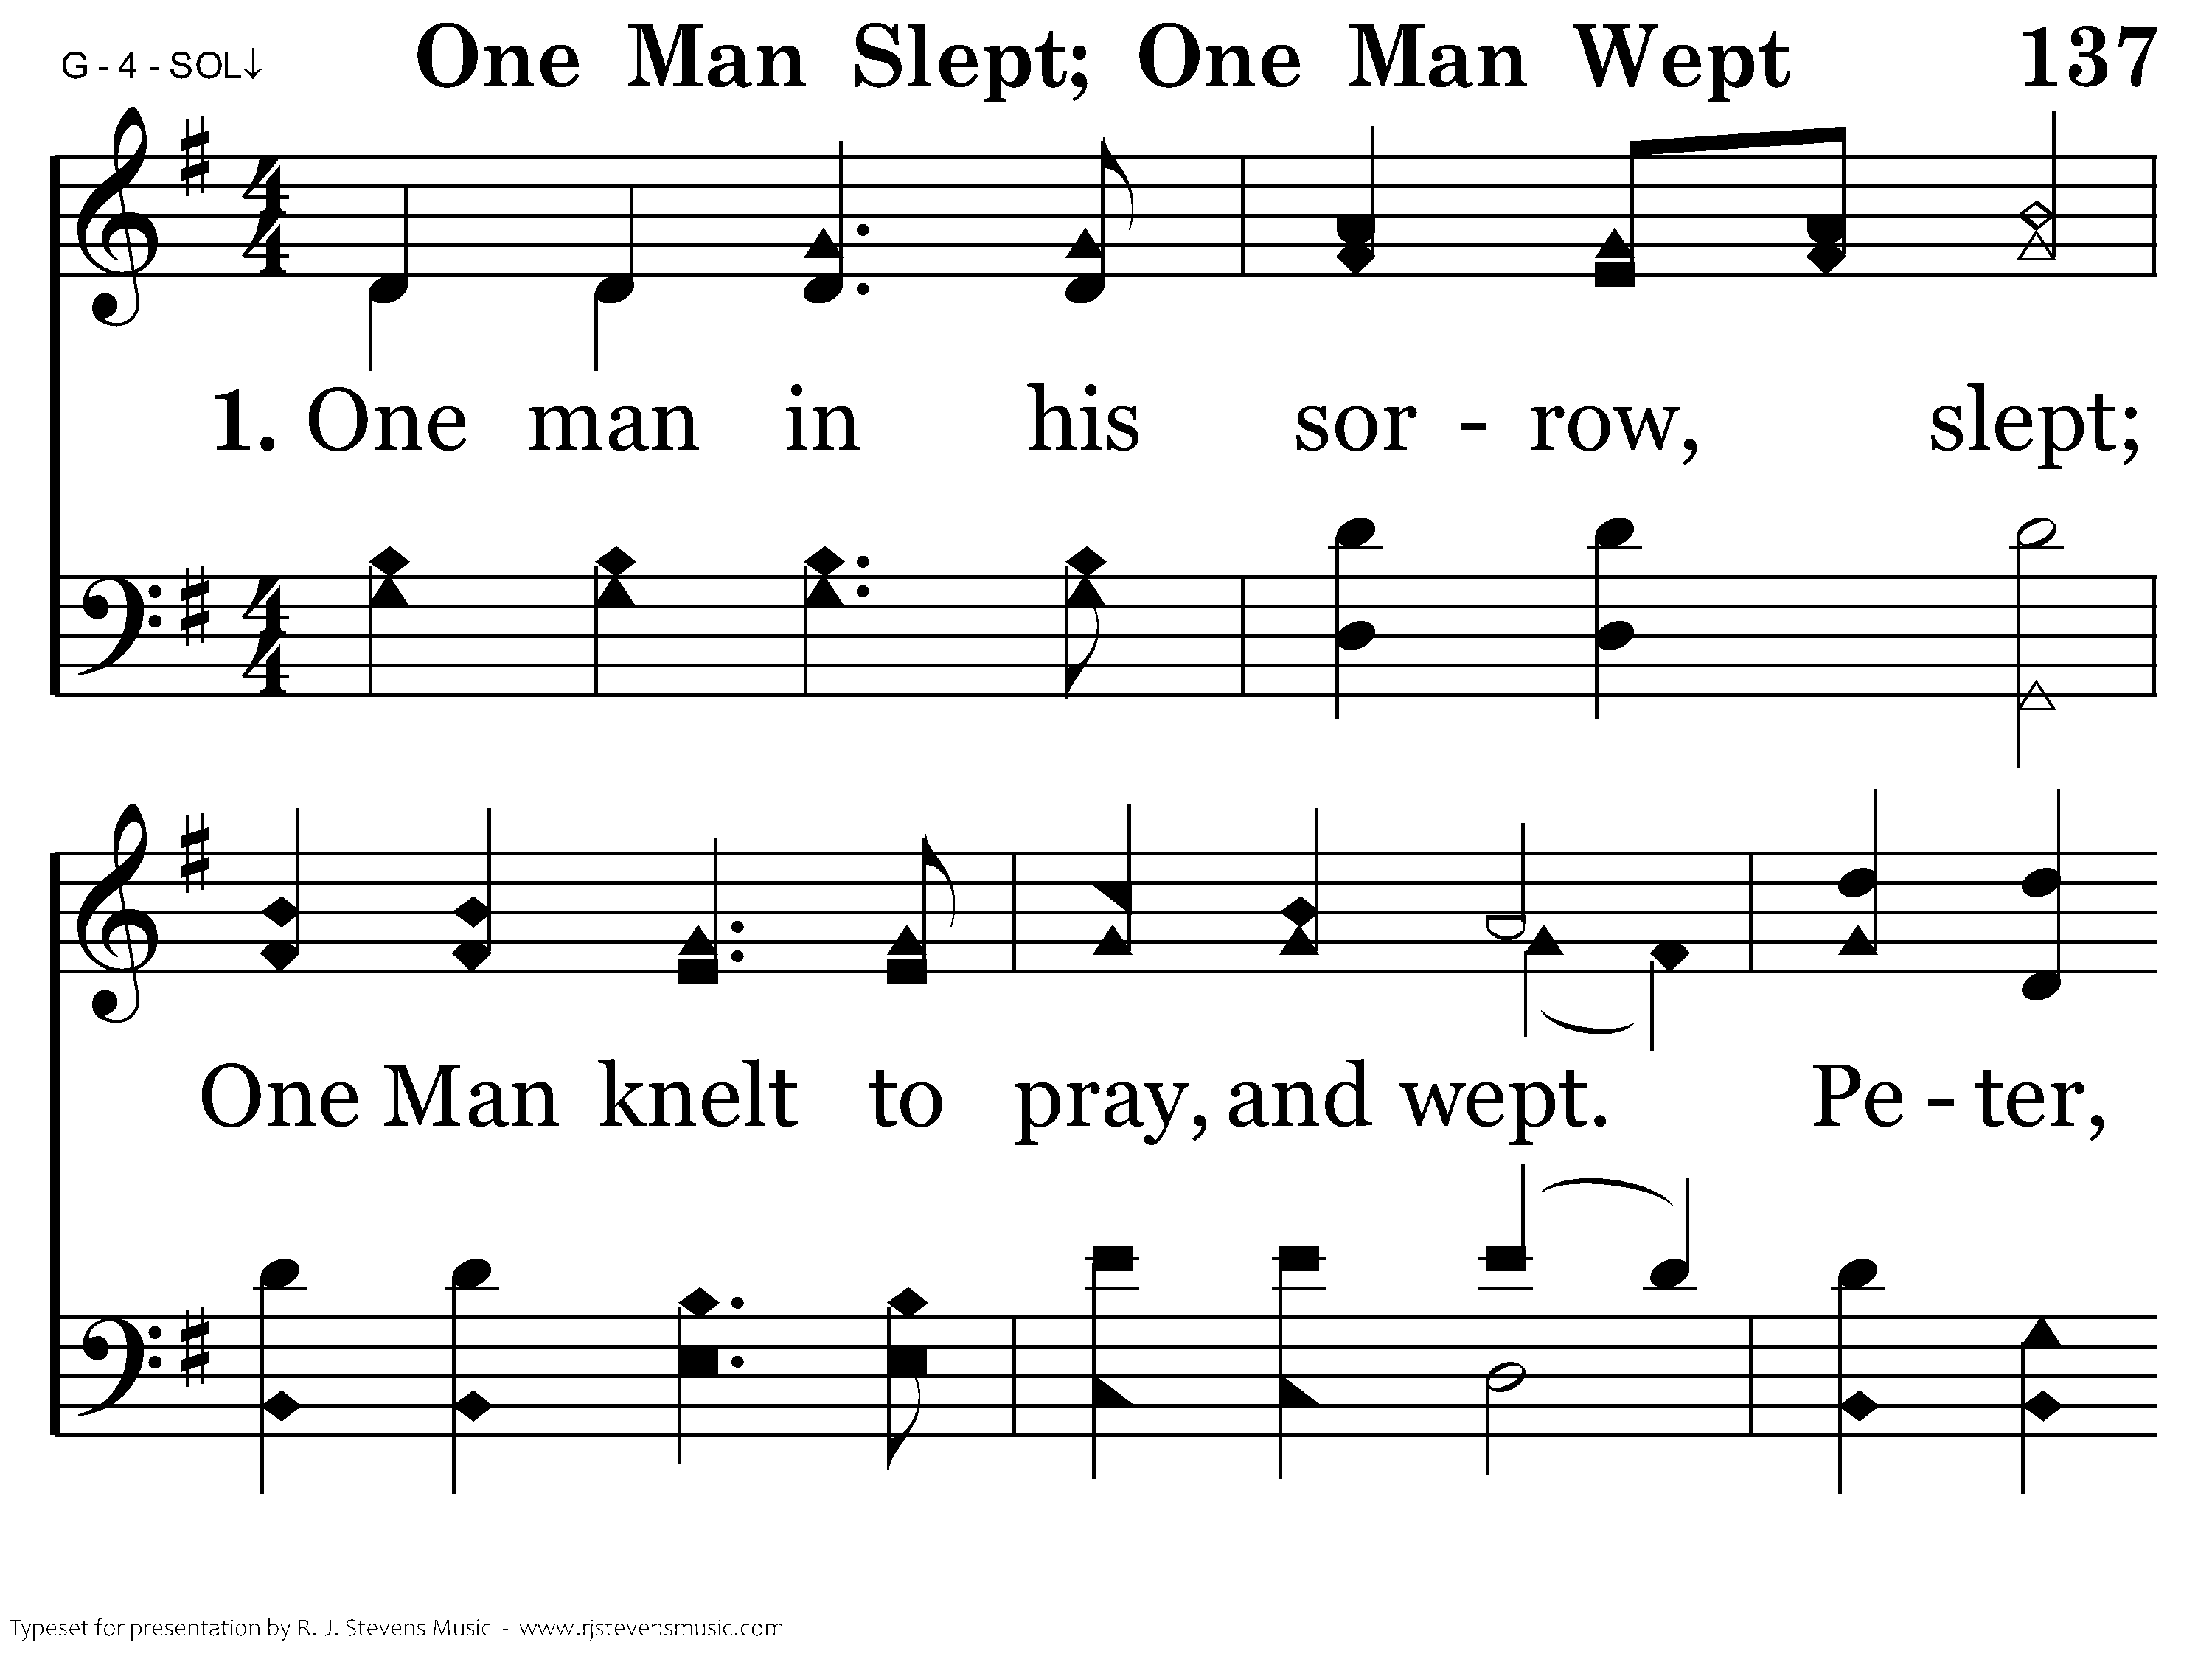 G - 4 - SOL↓ One Man Slept; One Man Wept 137
1. One man in his sor - row, slept;
One Man knelt to pray, and wept. Pe - ter,
Typeset for presentation by R. J. Stevens Music - www.rjstevensmusic.com